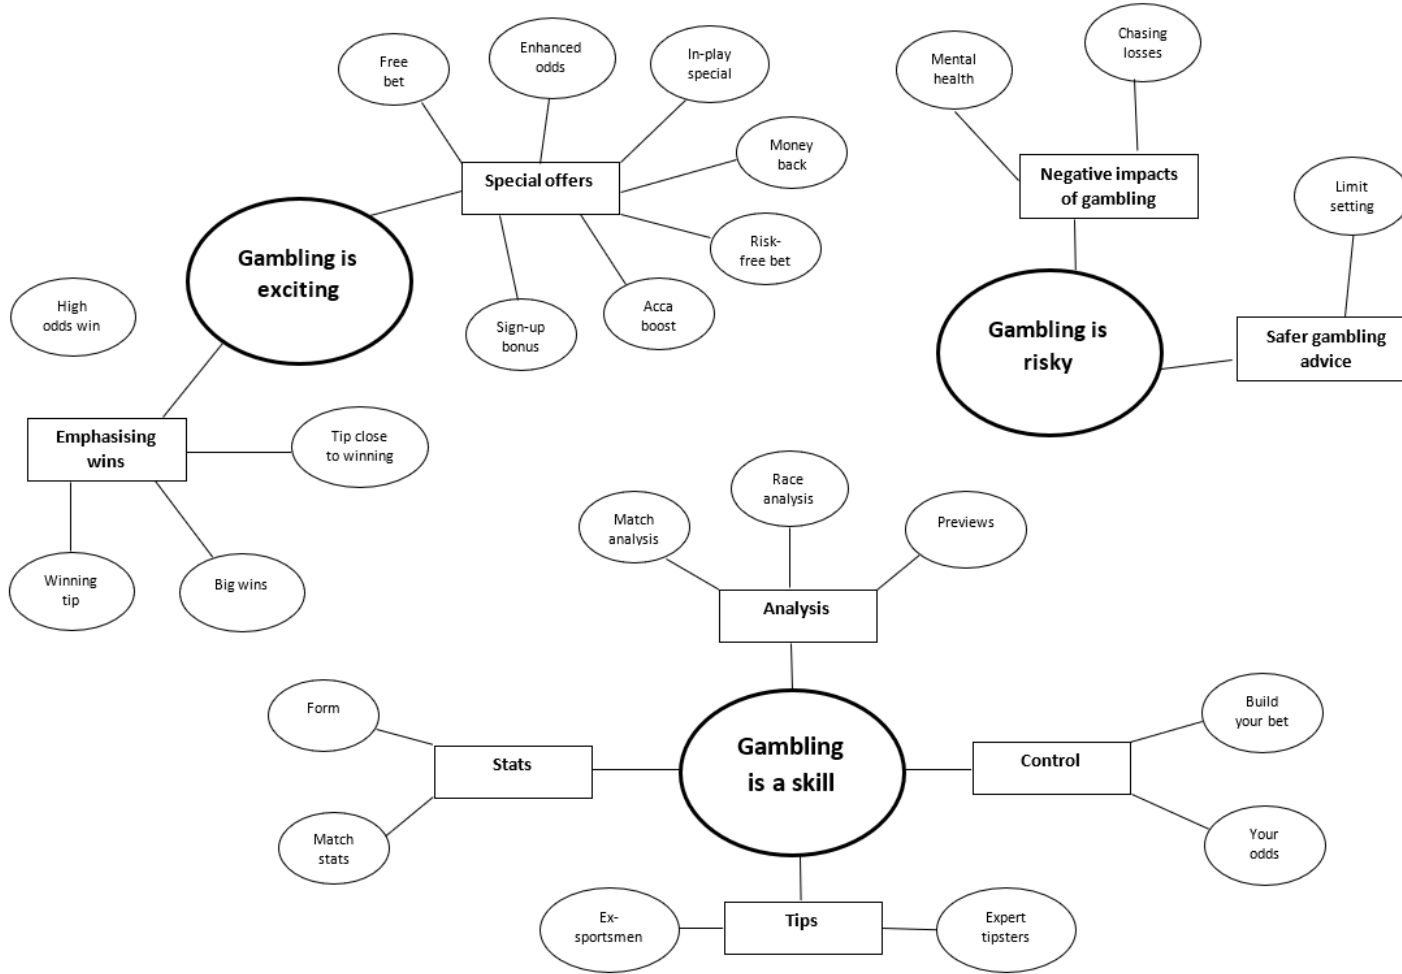 Free
bet
Enhanced
odds
In-play
special
Money
back
Special offers
Risk-
free bet
Acca
boost
Sign-up
bonus
Gambling is
exciting
High
odds win
Emphasising
wins
Tip close
to winning
Winning
tip
Big wins
Mental
health
Chasing
losses
Negative impacts
of gambling
Limit
setting
Gambling is
risky
Safer gambling
advice
Match
analysis
Race
analysis
Previews
Analysis
Form
Stats
Match
stats
Gambling
is a skill
Control
Build
your bet
Your
odds
Ex-
sportsmen
Tips
Expert
tipsters